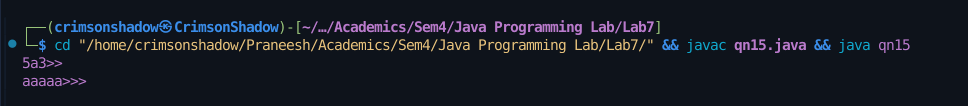 ┌──(crimsonshadow㉿CrimsonShadow)-[~/…/Academics/Sem4/Java Programming Lab/Lab7]
└─$ cd "/home/crimsonshadow/Praneesh/Academics/Sem4/Java Programming Lab/Lab7/" && javac qn15.java && java qn15
5a3>>
aaaaa>>>